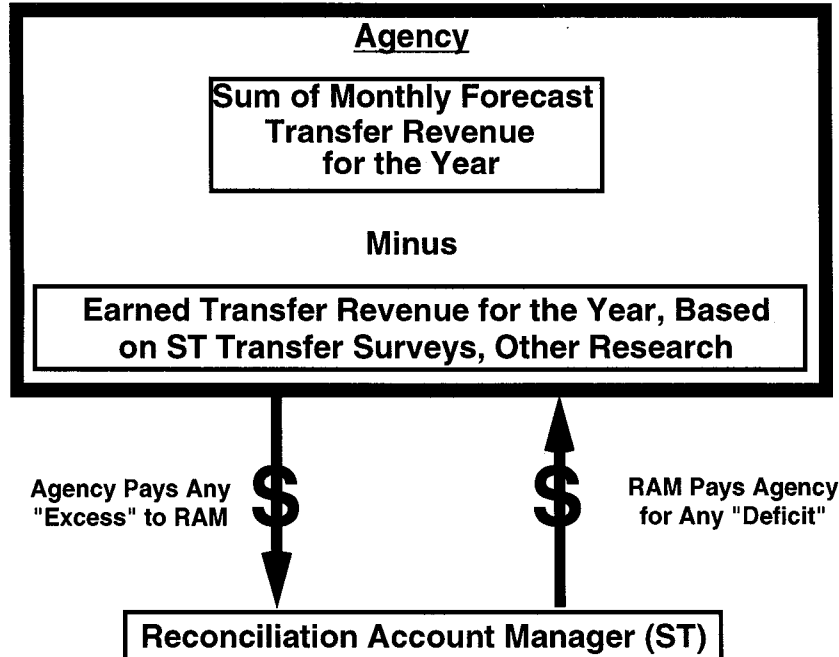 Agency
Sum of Monthly Forecast
Transfer Revenue
for the Year
Minus
Earned Transfer Revenue for the Year, Based
on ST Transfer Surveys, Other Research
Agency Pays Any
"Excess" to RAM
$
$
RAM Pays Agency
for Any "Deficit"
Reconciliation Account Manager (ST)